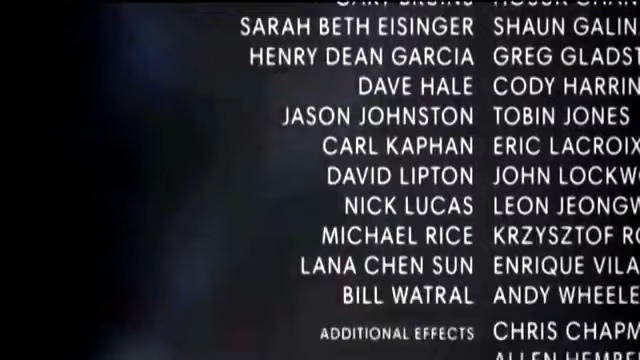 SARAH BETH EISINGER SHAUN GALIN
HENRY DEAN GARCIA GREG GLADST
DAVE HALE CODY HARRIN
JASON JOHNSTON TOBIN JONES
CARL KAPHAN ERIC LACROIX
DAVID LIPTON JOHN LOCKW
NICK LUCAS LEON JEONGW
MICHAEL RICE KRZYSZTOF RO
LANA CHEN SUN ENRIQUE VILA
BILL WATRAL ANDY WHEELE
ADDITIONAL EFFECTS CHRIS CHAPM